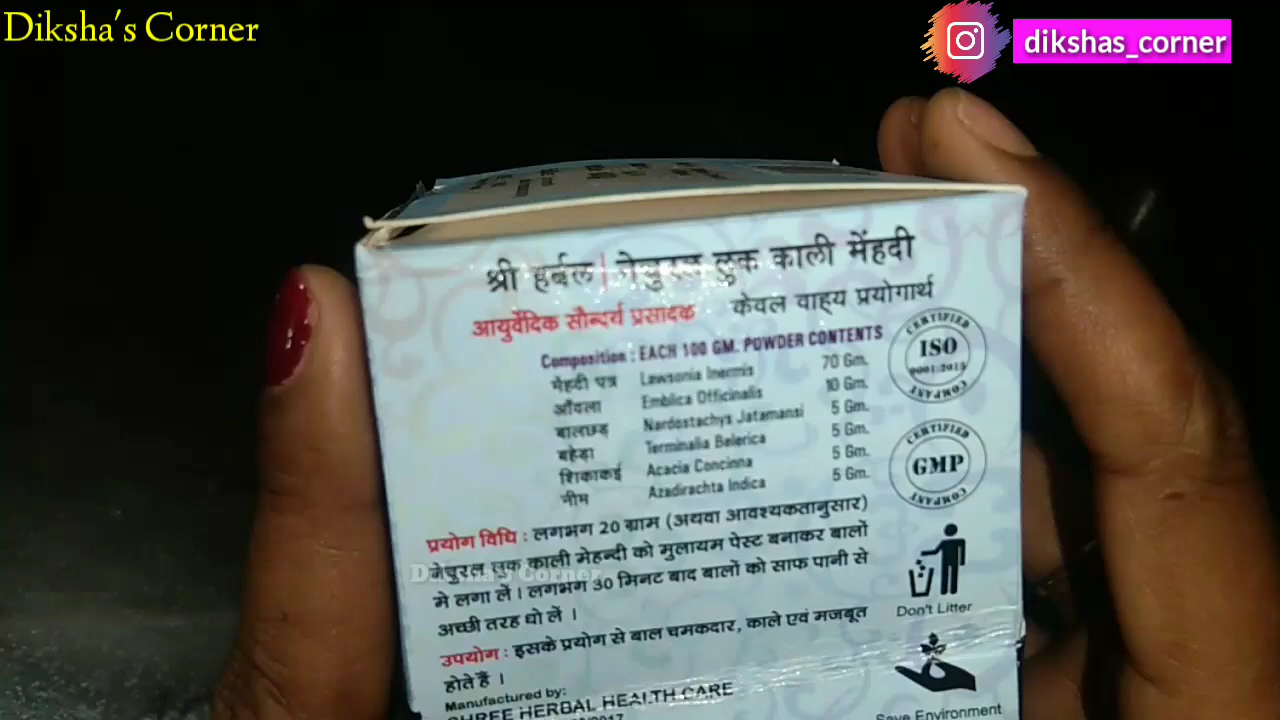 Diksha's Corner
dikshas_corner
श्री हर्बल | नेचुरल लुक काली मेंहदी
आयुर्वेदिक सौन्दर्य प्रसादक केवल वाह्य प्रयोगार्थ
Composition : EACH 100 GM. POWDER CONTENTS
मेंहदी पत्र Lawsonia Inermis 70 Gm.
आँवला Emblica Officinalis 10 Gm.
बालछड़ Nardostachys Jatamansi 5 Gm.
बहेड़ा Terminalia Belerica 5 Gm.
शिकाकई Acacia Concinna 5 Gm.
नीम Azadirachta Indica 5 Gm.
CERTIFIED
ISO
9001:2015
COMPANY
CERTIFIED
GMP
COMPANY
प्रयोग विधि : लगभग 20 ग्राम (अथवा आवश्यकतानुसार)
नेचुरल लुक काली मेहन्दी को मुलायम पेस्ट बनाकर बालों
मे लगा लें। लगभग 30 मिनट बाद बालों को साफ पानी से
अच्छी तरह धो लें ।
Diksha's Corner
उपयोग : इसके प्रयोग से बाल चमकदार, काले एवं मजबूत
होते हैं ।
Don't Litter
Manufactured by:
SHREE HERBAL HEALTH CARE
Save Environment